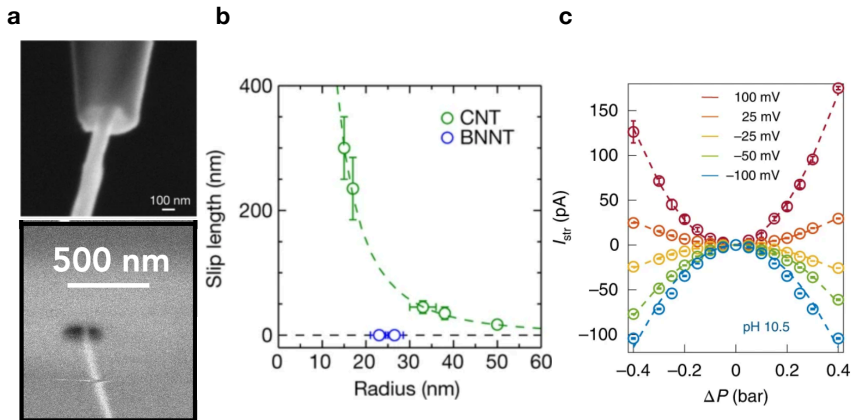 a
100 nm
500 nm
b
400
200
0
Slip length (nm)
CNT
BNNT
0 10 20 30 40 50 60
Radius (nm)
c
150
100
50
0
−50
−100
I_str (pA)
100 mV
25 mV
−25 mV
−50 mV
−100 mV
pH 10.5
−0.4 −0.2 0 0.2 0.4
ΔP (bar)